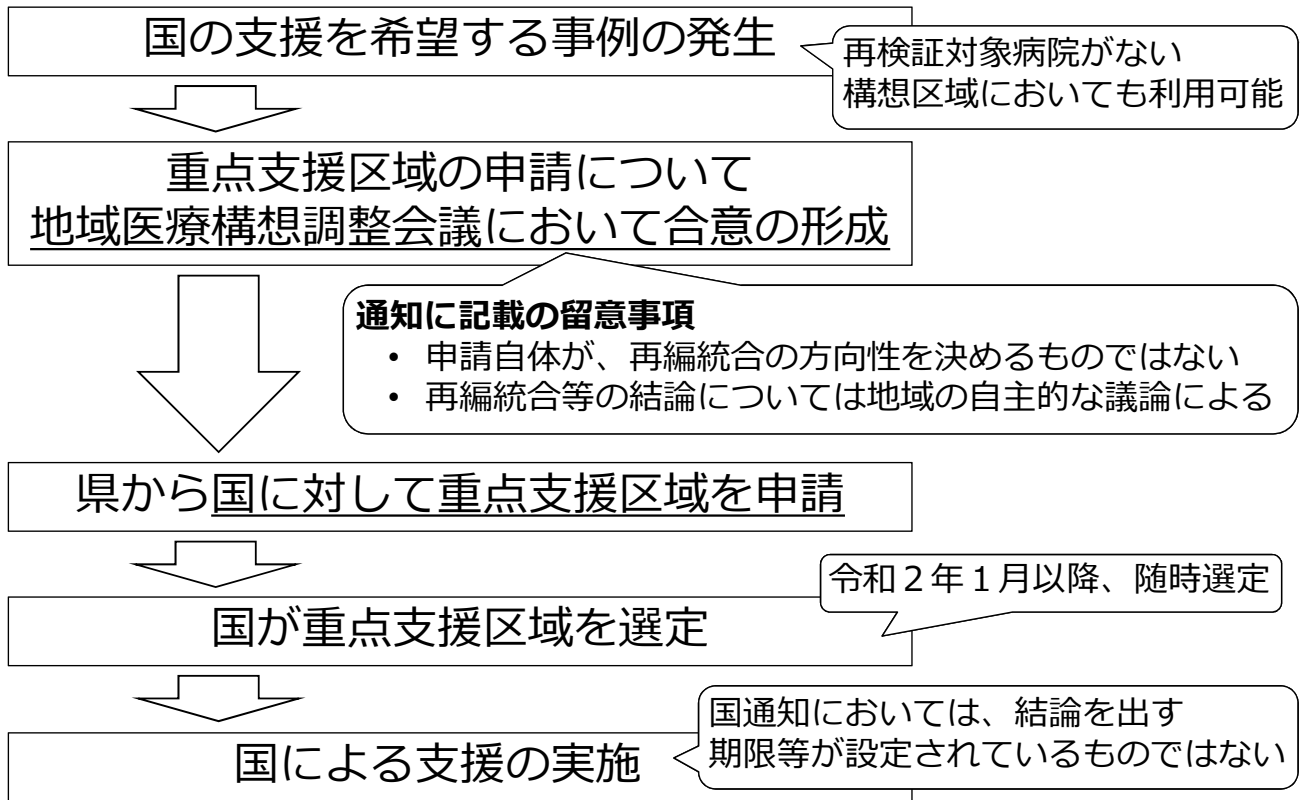 国の支援を希望する事例の発生
再検証対象病院がない
構想区域においても利用可能
重点支援区域の申請について
地域医療構想調整会議において合意の形成
通知に記載の留意事項
• 申請自体が、再編統合の方向性を決めるものではない
• 再編統合等の結論については地域の自主的な議論による
県から国に対して重点支援区域を申請
令和２年１月以降、随時選定
国が重点支援区域を選定
国通知においては、結論を出す
期限等が設定されているものではない
国による支援の実施